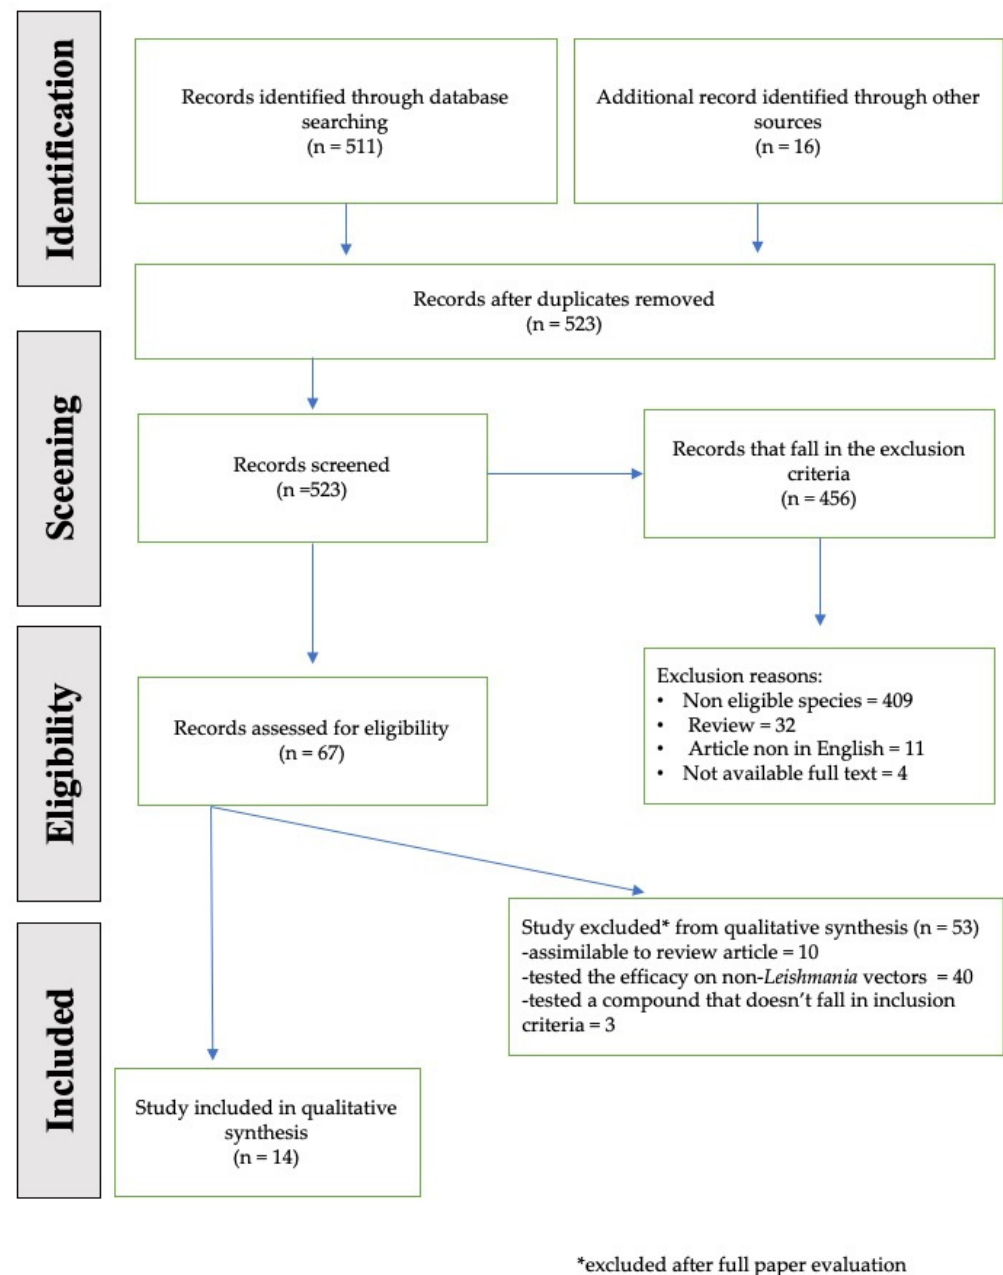 Identification
Records identified through database
searching
(n = 511)
Additional record identified through other
sources
(n = 16)
Records after duplicates removed
(n = 523)
Sceening
Records screened
(n =523)
Records that fall in the exclusion
criteria
(n = 456)
Eligibility
Records assessed for eligibility
(n = 67)
Exclusion reasons:
• Non eligible species = 409
• Review = 32
• Article non in English = 11
• Not available full text = 4
Study excluded* from qualitative synthesis (n = 53)
-assimilable to review article = 10
-tested the efficacy on non-Leishmania vectors = 40
-tested a compound that doesn't fall in inclusion
criteria = 3
Included
Study included in qualitative
synthesis
(n = 14)
*excluded after full paper evaluation